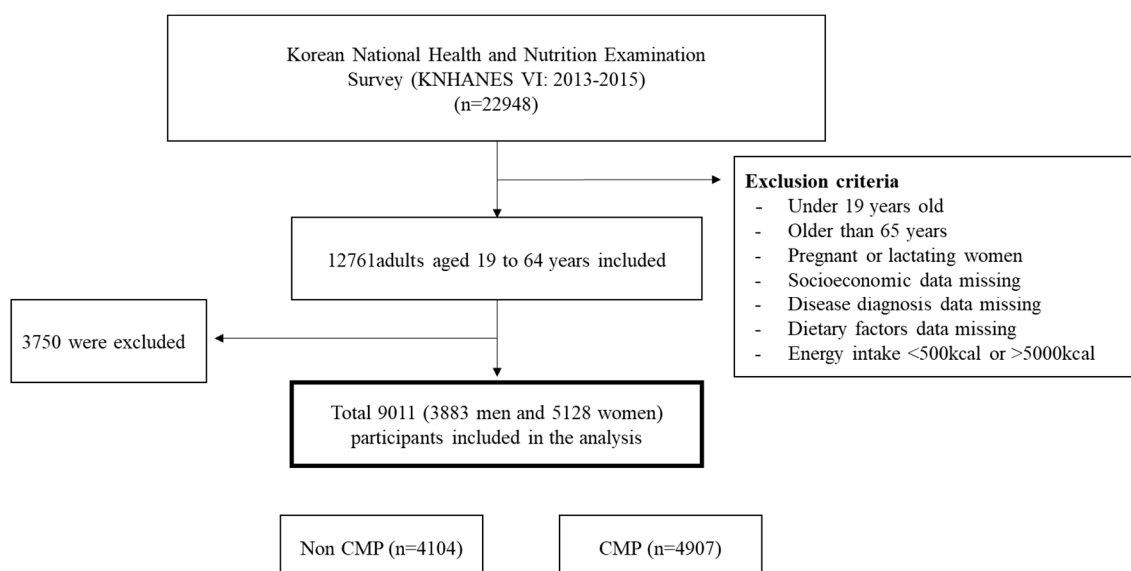 Korean National Health and Nutrition Examination
Survey (KNHANES VI: 2013-2015)
(n=22948)
Exclusion criteria
- Under 19 years old
- Older than 65 years
- Pregnant or lactating women
- Socioeconomic data missing
- Disease diagnosis data missing
- Dietary factors data missing
- Energy intake <500kcal or >5000kcal
12761adults aged 19 to 64 years included
3750 were excluded
Total 9011 (3883 men and 5128 women)
participants included in the analysis
Non CMP (n=4104)
CMP (n=4907)